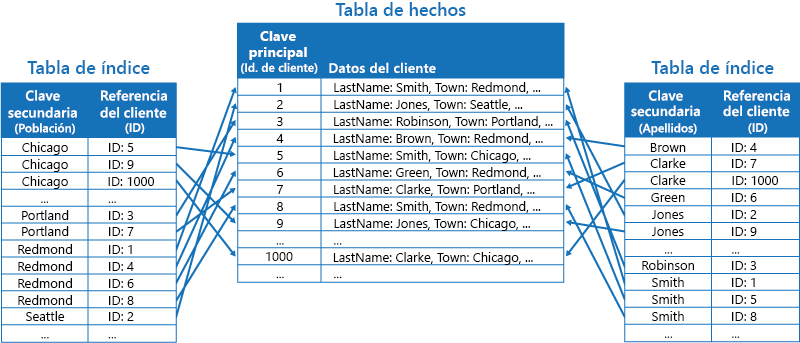 Tabla de hechos
Clave
principal
(Id. de cliente)
Datos del cliente
1 LastName: Smith, Town: Redmond, ...
2 LastName: Jones, Town: Seattle, ...
3 LastName: Robinson, Town: Portland, ...
4 LastName: Brown, Town: Redmond, ...
5 LastName: Smith, Town: Chicago, ...
6 LastName: Green, Town: Redmond, ...
7 LastName: Clarke, Town: Portland, ...
8 LastName: Smith, Town: Redmond, ...
9 LastName: Jones, Town: Chicago, ...
... ...
1000 LastName: Clarke, Town: Chicago, ...
... ...
Tabla de índice
Clave
secundaria
(Población)
Referencia
del cliente
(ID)
Chicago ID: 5
Chicago ID: 9
Chicago ID: 1000
... ...
Portland ID: 3
Portland ID: 7
Redmond ID: 1
Redmond ID: 4
Redmond ID: 6
Redmond ID: 8
Seattle ID: 2
... ...
Tabla de índice
Clave
secundaria
(Apellidos)
Referencia
del cliente
(ID)
Brown ID: 4
Clarke ID: 7
Clarke ID: 1000
Green ID: 6
Jones ID: 2
Jones ID: 9
... ...
Robinson ID: 3
Smith ID: 1
Smith ID: 5
Smith ID: 8
... ...